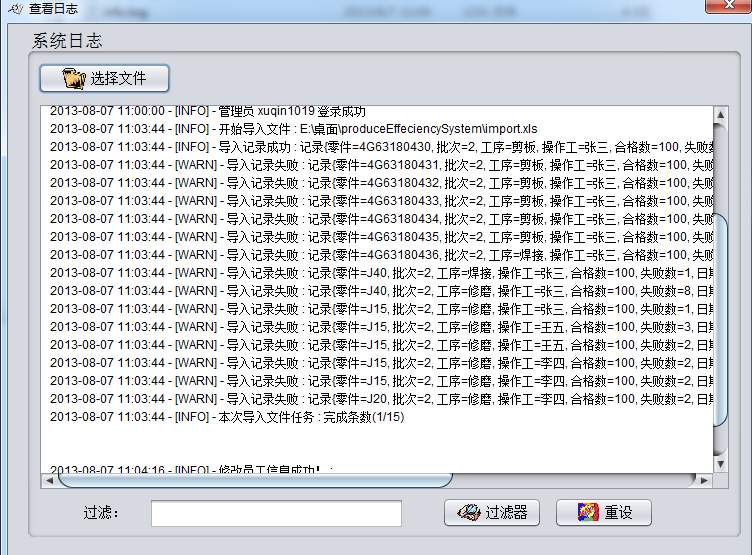 查看日志
系统日志
选择文件
2013-08-07 11:00:00 - [INFO] - 管理员 xuqin1019 登录成功
2013-08-07 11:03:44 - [INFO] - 开始导入文件 : E:\桌面\produceEffeciencySystem\import.xls
2013-08-07 11:03:44 - [INFO] - 导入记录成功 : 记录{零件=4G63180430, 批次=2, 工序=剪板, 操作工=张三, 合格数=100, 失败数
2013-08-07 11:03:44 - [WARN] - 导入记录失败 : 记录{零件=4G63180431, 批次=2, 工序=剪板, 操作工=张三, 合格数=100, 失
2013-08-07 11:03:44 - [WARN] - 导入记录失败 : 记录{零件=4G63180432, 批次=2, 工序=剪板, 操作工=张三, 合格数=100, 失
2013-08-07 11:03:44 - [WARN] - 导入记录失败 : 记录{零件=4G63180433, 批次=2, 工序=剪板, 操作工=张三, 合格数=100, 失
2013-08-07 11:03:44 - [WARN] - 导入记录失败 : 记录{零件=4G63180434, 批次=2, 工序=剪板, 操作工=张三, 合格数=100, 失
2013-08-07 11:03:44 - [WARN] - 导入记录失败 : 记录{零件=4G63180435, 批次=2, 工序=剪板, 操作工=张三, 合格数=100, 失
2013-08-07 11:03:44 - [WARN] - 导入记录失败 : 记录{零件=4G63180436, 批次=2, 工序=焊接, 操作工=张三, 合格数=100, 失
2013-08-07 11:03:44 - [WARN] - 导入记录失败 : 记录{零件=J40, 批次=2, 工序=焊接, 操作工=张三, 合格数=100, 失败数=1, 日期
2013-08-07 11:03:44 - [WARN] - 导入记录失败 : 记录{零件=J40, 批次=2, 工序=修磨, 操作工=张三, 合格数=100, 失败数=8, 日期
2013-08-07 11:03:44 - [WARN] - 导入记录失败 : 记录{零件=J15, 批次=2, 工序=修磨, 操作工=张三, 合格数=100, 失败数=1, 日期
2013-08-07 11:03:44 - [WARN] - 导入记录失败 : 记录{零件=J15, 批次=2, 工序=修磨, 操作工=王五, 合格数=100, 失败数=3, 日期
2013-08-07 11:03:44 - [WARN] - 导入记录失败 : 记录{零件=J15, 批次=2, 工序=修磨, 操作工=王五, 合格数=100, 失败数=2, 日期
2013-08-07 11:03:44 - [WARN] - 导入记录失败 : 记录{零件=J15, 批次=2, 工序=修磨, 操作工=李四, 合格数=100, 失败数=2, 日期
2013-08-07 11:03:44 - [WARN] - 导入记录失败 : 记录{零件=J15, 批次=2, 工序=修磨, 操作工=李四, 合格数=100, 失败数=2, 日期
2013-08-07 11:03:44 - [WARN] - 导入记录失败 : 记录{零件=J20, 批次=2, 工序=修磨, 操作工=李四, 合格数=100, 失败数=2, 日期
2013-08-07 11:03:44 - [INFO] - 本次导入文件任务 : 完成条数(1/15)
2013-08-07 11:04:16 - [INFO] - 修改员工信息成功! :
过滤：
过滤器
重设